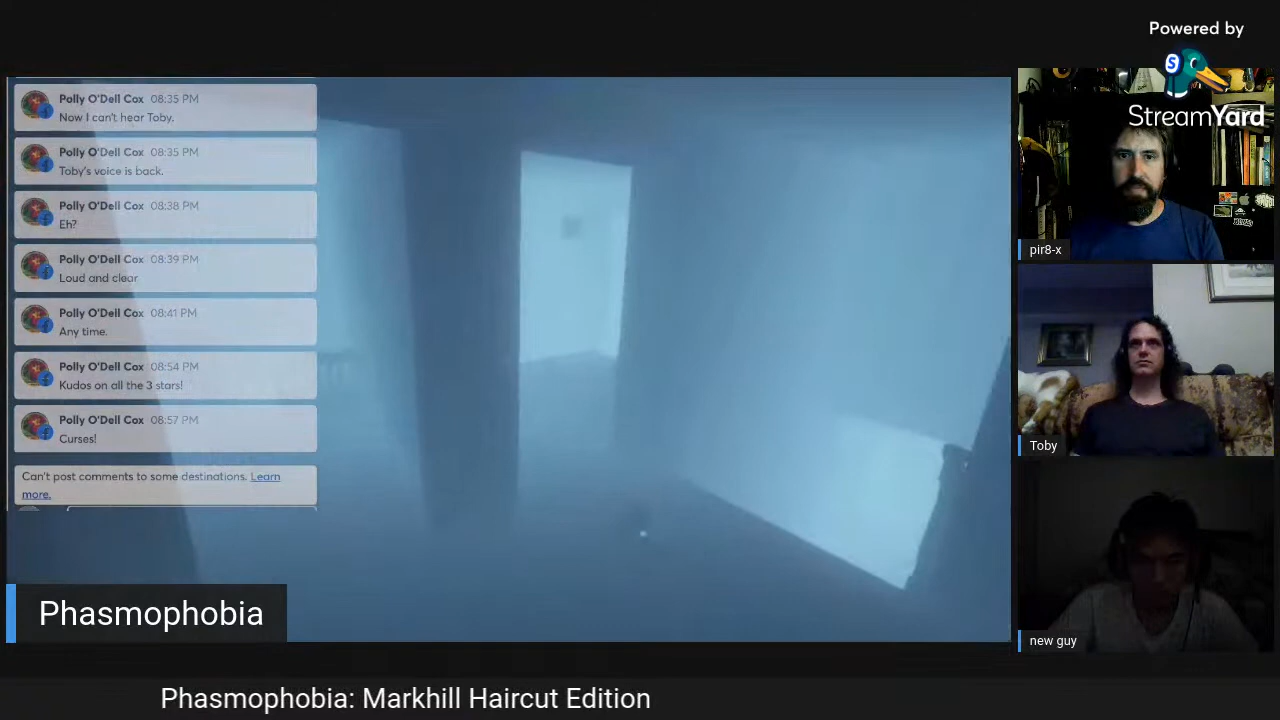 Powered by
StreamYard
Polly O'Dell Cox 08:35 PM
Now I can't hear Toby.
Polly O'Dell Cox 08:35 PM
Toby's voice is back.
Polly O'Dell Cox 08:38 PM
Eh?
Polly O'Dell Cox 08:39 PM
Loud and clear
Polly O'Dell Cox 08:41 PM
Any time.
Polly O'Dell Cox 08:54 PM
Kudos on all the 3 stars!
Polly O'Dell Cox 08:57 PM
Curses!
Can't post comments to some destinations. Learn
more.
pir8-x
Toby
new guy
Phasmophobia
Phasmophobia: Markhill Haircut Edition